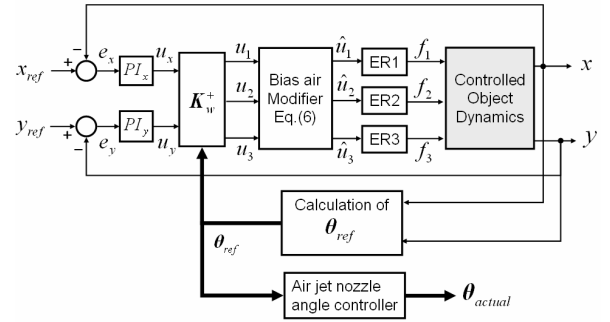 x_ref + − e_x PI_x u_x
y_ref + − e_y PI_y u_y
K_w^+
u_1
u_2
u_3
Bias air
Modifier
Eq.(6)
û_1 ER1 f_1
û_2 ER2 f_2
û_3 ER3 f_3
Controlled
Object
Dynamics
x
y
Calculation of
θ_ref
θ_ref
Air jet nozzle
angle controller
θ_actual